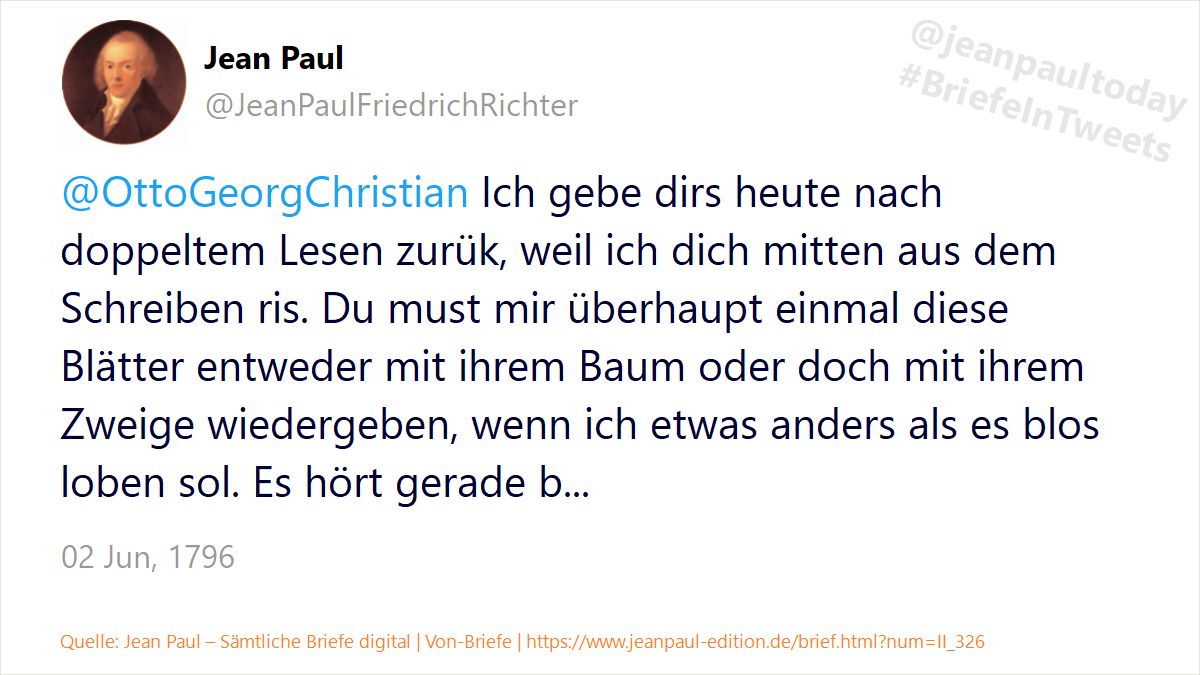 Jean Paul
@JeanPaulFriedrichRichter
@jeanpaultoday
#BriefeInTweets
@OttoGeorgChristian Ich gebe dirs heute nach
doppeltem Lesen zurük, weil ich dich mitten aus dem
Schreiben ris. Du must mir überhaupt einmal diese
Blätter entweder mit ihrem Baum oder doch mit ihrem
Zweige wiedergeben, wenn ich etwas anders als es blos
loben sol. Es hört gerade b...
02 Jun, 1796
Quelle: Jean Paul – Sämtliche Briefe digital | Von-Briefe | https://www.jeanpaul-edition.de/brief.html?num=II_326